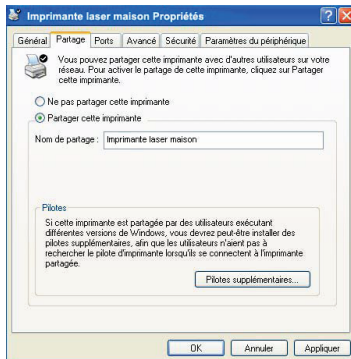 Imprimante laser maison Propriétés
Général Partage Ports Avancé Sécurité Paramètres du périphérique
Vous pouvez partager cette imprimante avec d'autres utilisateurs sur votre
réseau. Pour activer le partage de cette imprimante, cliquez sur Partager
cette imprimante.
Ne pas partager cette imprimante
Partager cette imprimante
Nom de partage : Imprimante laser maison
Pilotes
Si cette imprimante est partagée par des utilisateurs exécutant
différentes versions de Windows, vous devrez peut-être installer des
pilotes supplémentaires, afin que les utilisateurs n'aient pas à
rechercher le pilote d'imprimante lorsqu'ils se connectent à l'imprimante
partagée.
Pilotes supplémentaires...
OK Annuler Appliquer